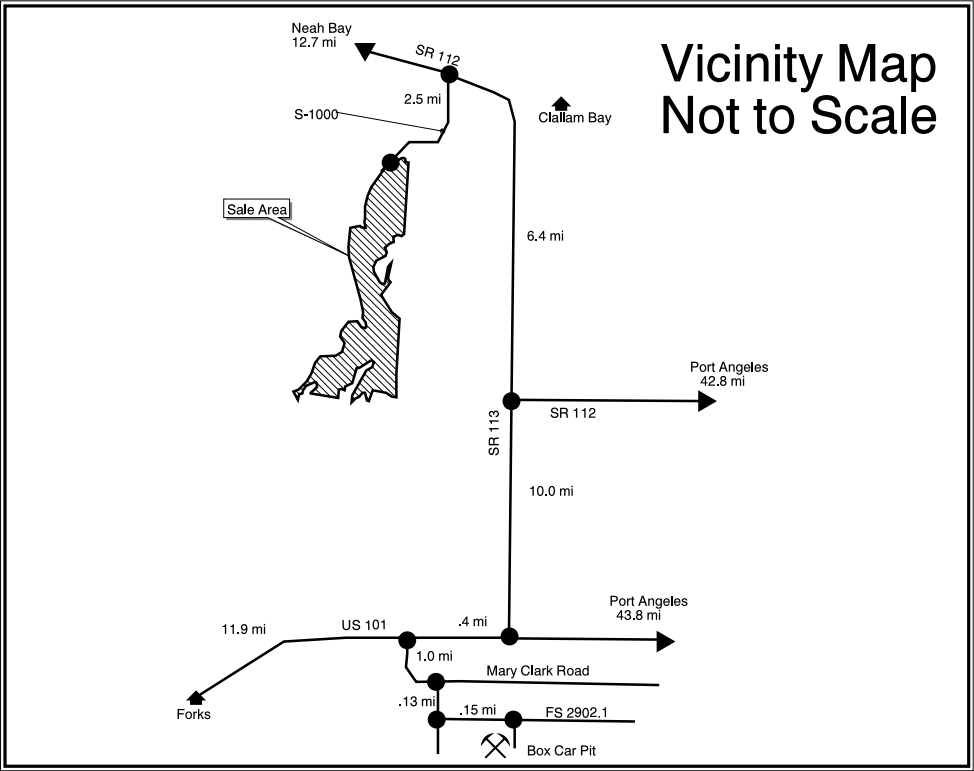 Neah Bay
12.7 mi
SR 112
Vicinity Map
Not to Scale
2.5 mi
S-1000
Clallam Bay
Sale Area
6.4 mi
Port Angeles
42.8 mi
SR 112
SR 113
10.0 mi
Port Angeles
43.8 mi
11.9 mi
US 101
.4 mi
1.0 mi
Mary Clark Road
.13 mi
.15 mi
FS 2902.1
Forks
Box Car Pit